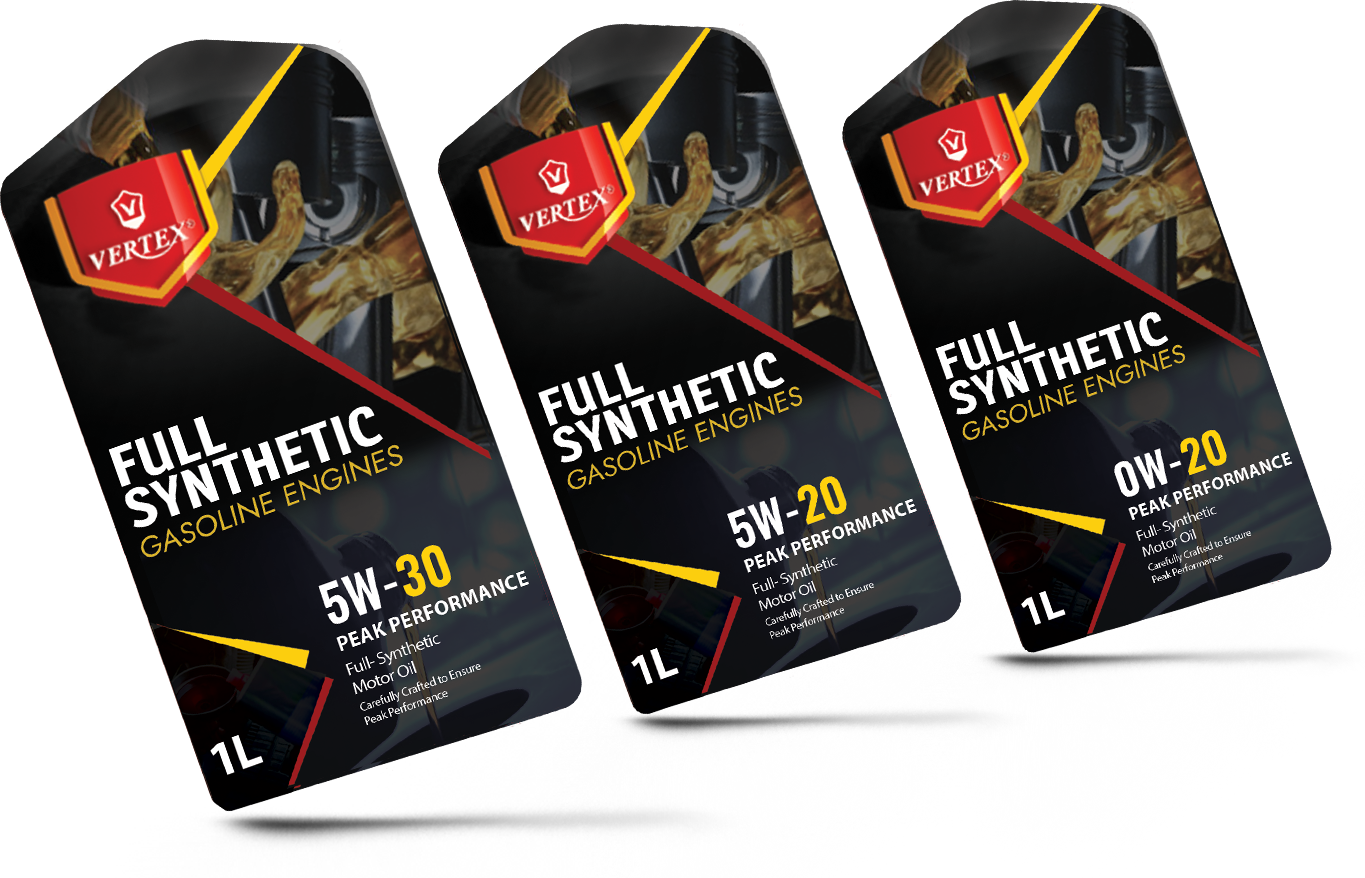 VERTEX®
FULL
SYNTHETIC
GASOLINE ENGINES
5W-30
PEAK PERFORMANCE
Full- Synthetic
Motor Oil
Carefully Crafted to Ensure
Peak Performance
1L
VERTEX®
FULL
SYNTHETIC
GASOLINE ENGINES
5W-20
PEAK PERFORMANCE
Full- Synthetic
Motor Oil
Carefully Crafted to Ensure
Peak Performance
1L
VERTEX®
FULL
SYNTHETIC
GASOLINE ENGINES
0W-20
PEAK PERFORMANCE
Full- Synthetic
Motor Oil
Carefully Crafted to Ensure
Peak Performance
1L